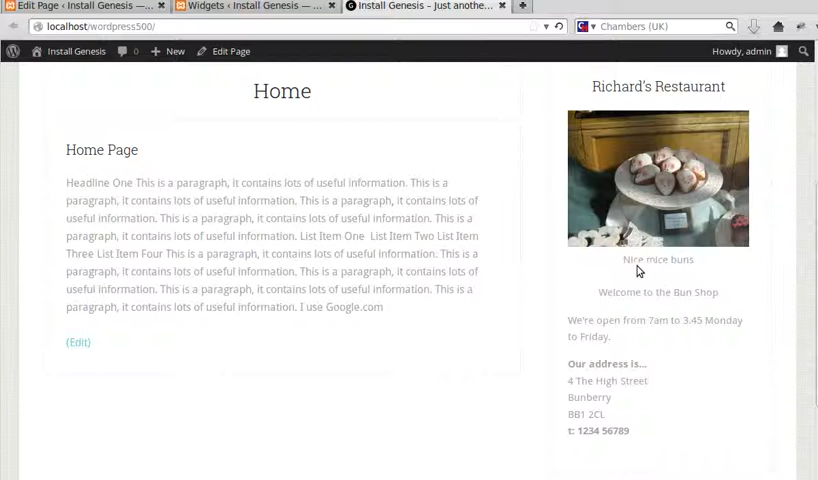 Edit Page ‹ Install Genesis —...
Widgets ‹ Install Genesis — ...
Install Genesis – Just anothe...
localhost/wordpress500/
Chambers (UK)
Install Genesis
0
New
Edit Page
Howdy, admin
Home
Home Page
Headline One This is a paragraph, it contains lots of useful information. This is a
paragraph, it contains lots of useful information. This is a paragraph, it contains lots of
useful information. This is a paragraph, it contains lots of useful information. This is a
paragraph, it contains lots of useful information. List Item One  List Item Two List Item
Three List Item Four This is a paragraph, it contains lots of useful information. This is a
paragraph, it contains lots of useful information. This is a paragraph, it contains lots of
useful information. This is a paragraph, it contains lots of useful information. This is a
paragraph, it contains lots of useful information. I use Google.com
(Edit)
Richard's Restaurant
Nice mice buns
Welcome to the Bun Shop
We're open from 7am to 3.45 Monday
to Friday.
Our address is...
4 The High Street
Bunberry
BB1 2CL
t: 1234 56789